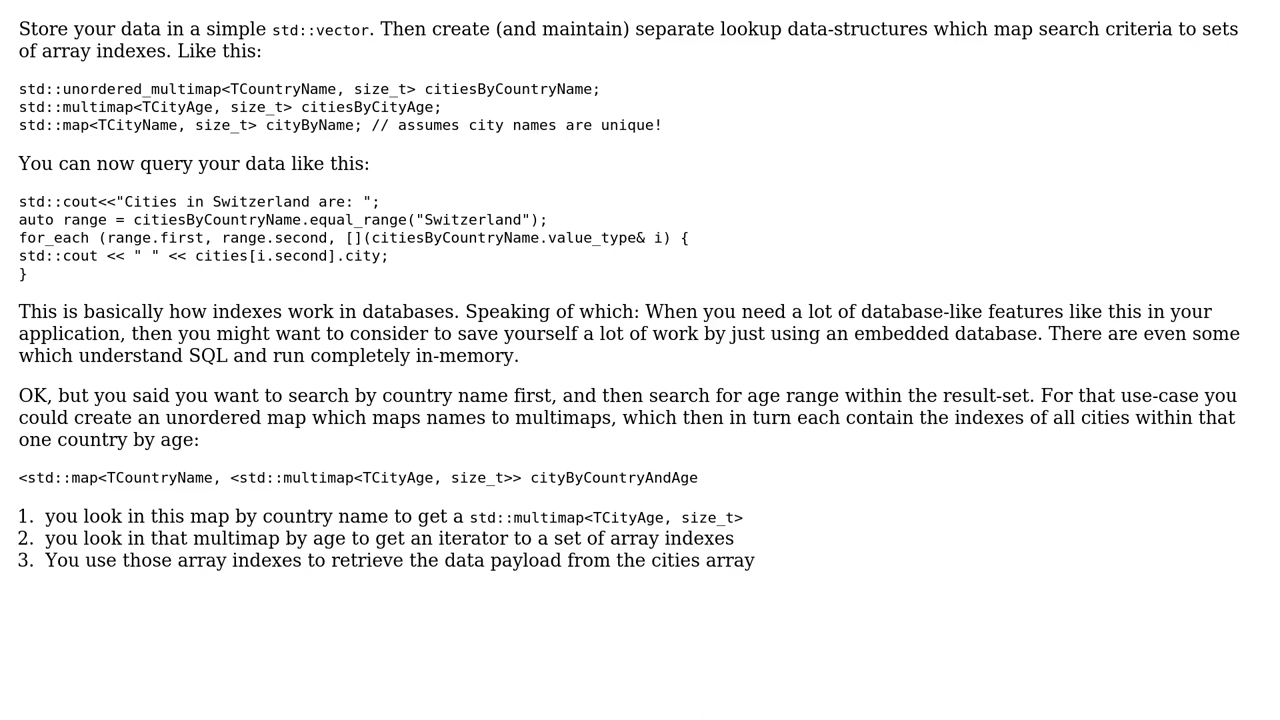 Store your data in a simple std::vector. Then create (and maintain) separate lookup data-structures which map search criteria to sets
of array indexes. Like this:
std::unordered_multimap<TCountryName, size_t> citiesByCountryName;
std::multimap<TCityAge, size_t> citiesByCityAge;
std::map<TCityName, size_t> cityByName; // assumes city names are unique!
You can now query your data like this:
std::cout<<"Cities in Switzerland are: ";
auto range = citiesByCountryName.equal_range("Switzerland");
for_each (range.first, range.second, [](citiesByCountryName.value_type& i) {
std::cout << " " << cities[i.second].city;
}
This is basically how indexes work in databases. Speaking of which: When you need a lot of database-like features like this in your
application, then you might want to consider to save yourself a lot of work by just using an embedded database. There are even some
which understand SQL and run completely in-memory.
OK, but you said you want to search by country name first, and then search for age range within the result-set. For that use-case you
could create an unordered map which maps names to multimaps, which then in turn each contain the indexes of all cities within that
one country by age:
<std::map<TCountryName, <std::multimap<TCityAge, size_t>> cityByCountryAndAge
1. you look in this map by country name to get a std::multimap<TCityAge, size_t>
2. you look in that multimap by age to get an iterator to a set of array indexes
3. You use those array indexes to retrieve the data payload from the cities array